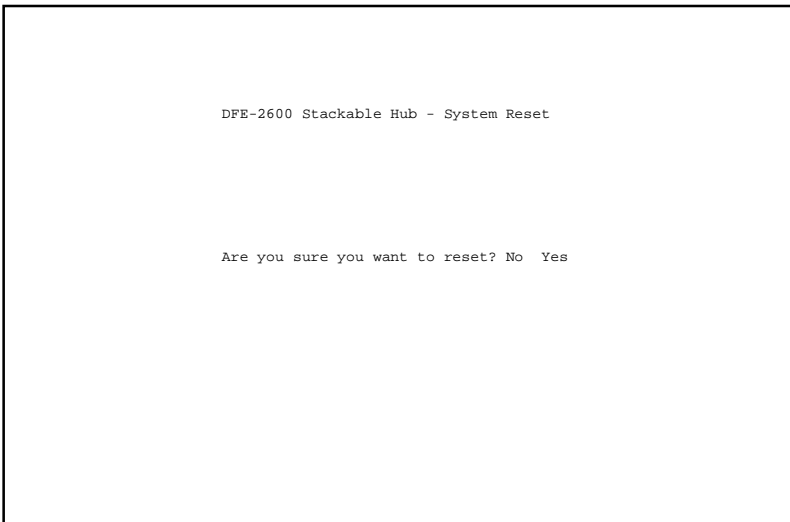 DFE-2600 Stackable Hub - System Reset
Are you sure you want to reset? No  Yes